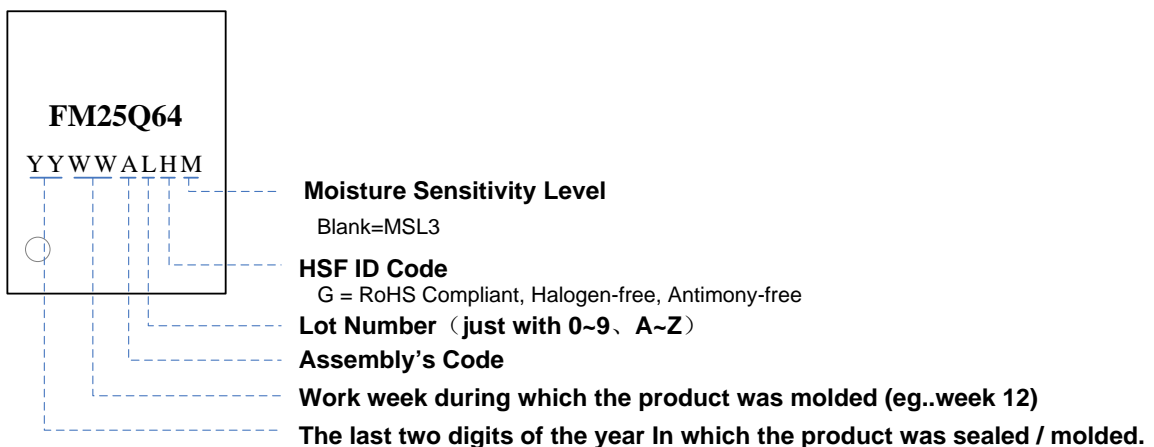 FM25Q64
YYWWALHM
Moisture Sensitivity Level
Blank=MSL3
HSF ID Code
G = RoHS Compliant, Halogen-free, Antimony-free
Lot Number（just with 0~9、A~Z）
Assembly’s Code
Work week during which the product was molded (eg..week 12)
The last two digits of the year In which the product was sealed / molded.